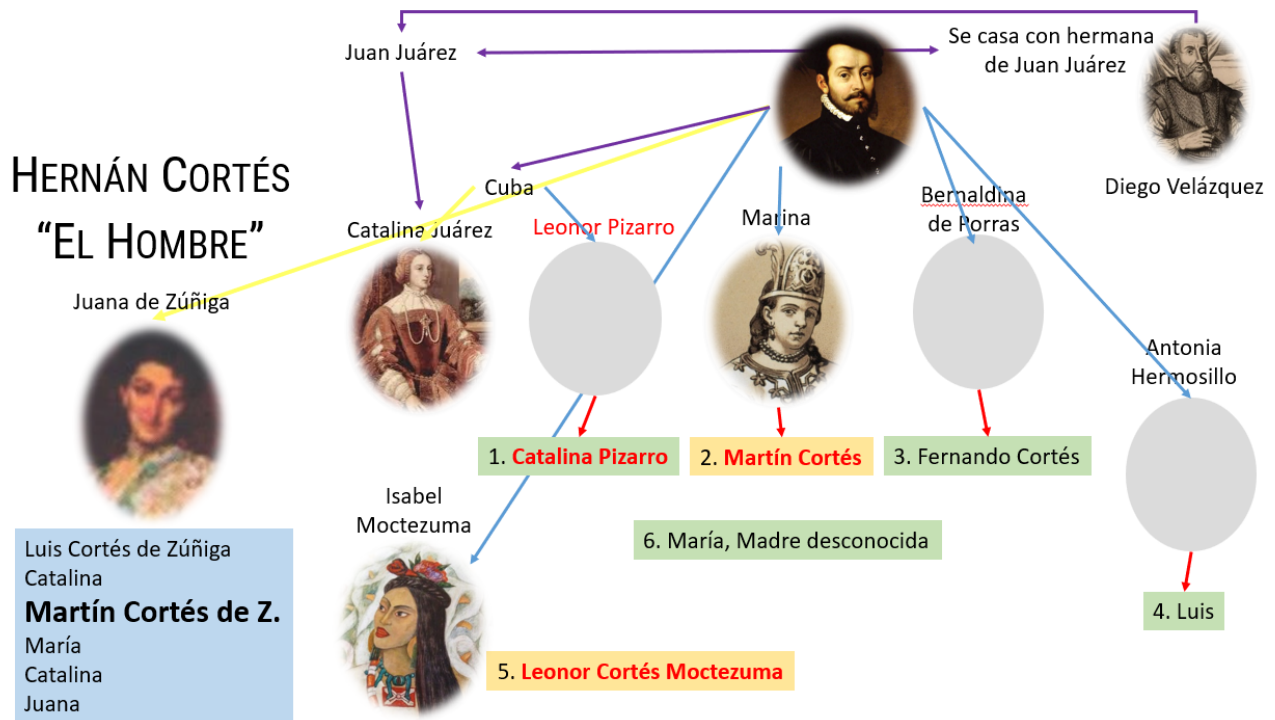 Juan Juárez
Se casa con hermana
de Juan Juárez
Diego Velázquez
HERNÁN CORTÉS
“EL HOMBRE”
Cuba
Catalina Juárez
Leonor Pizarro
Marina
Bernaldina
de Porras
Juana de Zúñiga
Antonia
Hermosillo
1. Catalina Pizarro
2. Martín Cortés
3. Fernando Cortés
Isabel
Moctezuma
6. María, Madre desconocida
4. Luis
5. Leonor Cortés Moctezuma
Luis Cortés de Zúñiga
Catalina
Martín Cortés de Z.
María
Catalina
Juana